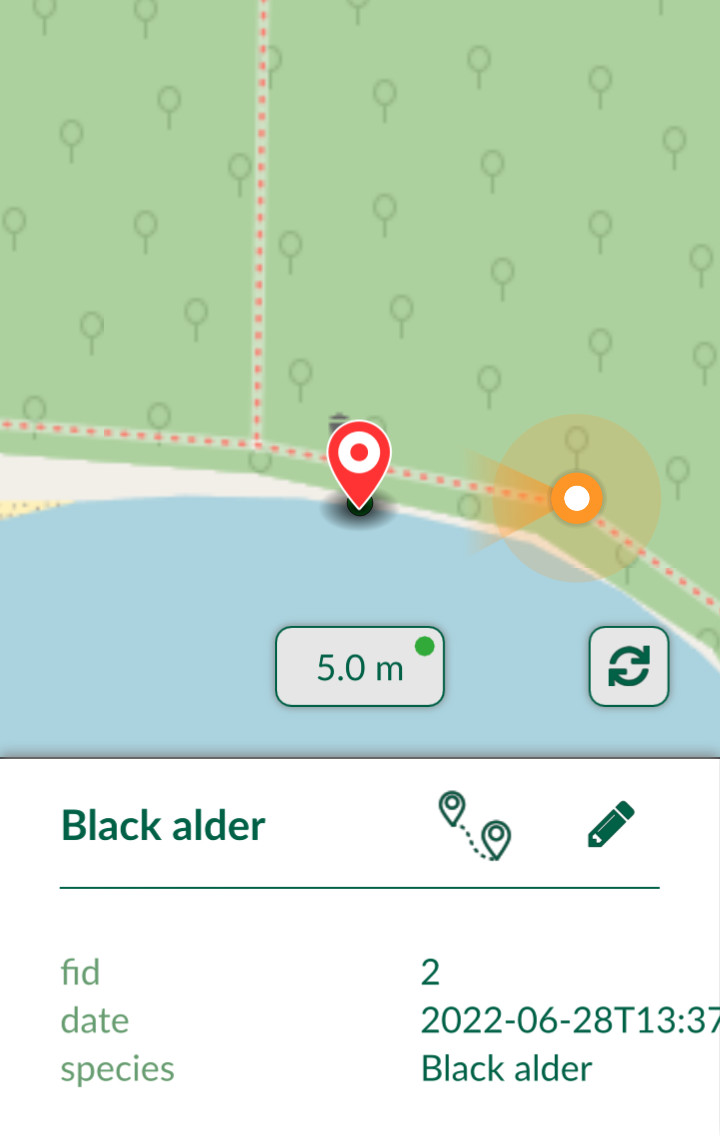 5.0 m
Black alder
fid 2
date 2022-06-28T13:37
species Black alder